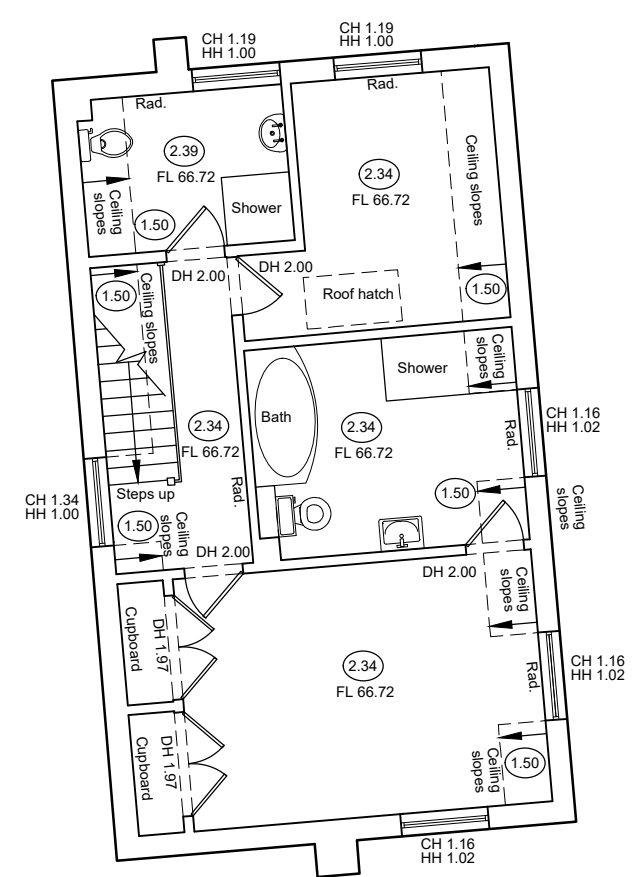 CH 1.19
HH 1.00
CH 1.19
HH 1.00
Rad.
Rad.
2.39
FL 66.72
Ceiling
slopes
1.50
Shower
2.34
FL 66.72
Ceiling slopes
1.50
DH 2.00
DH 2.00
Roof hatch
1.50
Ceiling slopes
Shower
Ceiling
slopes
Bath
2.34
FL 66.72
2.34
FL 66.72
Rad.
CH 1.16
HH 1.02
Rad.
CH 1.34
HH 1.00
Steps up
1.50
Ceiling
slopes
1.50
Ceiling
slopes
DH 2.00
DH 2.00
Ceiling
slopes
Cupboard
DH 1.97
2.34
FL 66.72
Rad.
CH 1.16
HH 1.02
Cupboard
DH 1.97
Ceiling
slopes
1.50
CH 1.16
HH 1.02